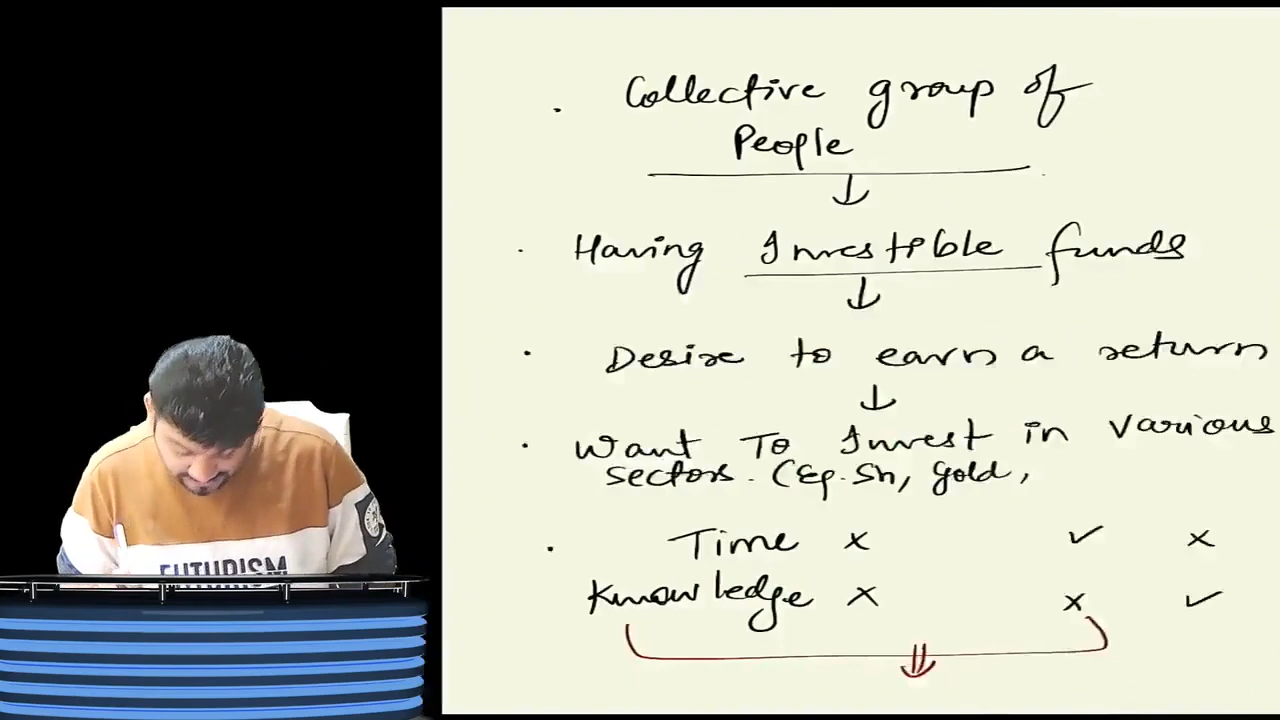 . Collective group of
People
↓
. Having Investible funds
↓
. Desire to earn a return
↓
. Want To Invest in various
sectors. (Eq.Sh, gold,
. Time x ✓ x
Knowledge x x ✓
⇓
FUTURISM